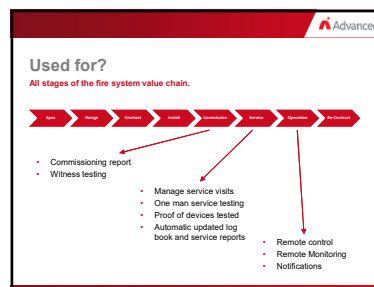 Advanced
Used for?
All stages of the fire system value chain.
Spec Design Contract Install Commission Service Operation Re-Contract
• Commissioning report
• Witness testing
• Manage service visits
• One man service testing
• Proof of devices tested
• Automatic updated log
book and service reports
• Remote control
• Remote Monitoring
• Notifications